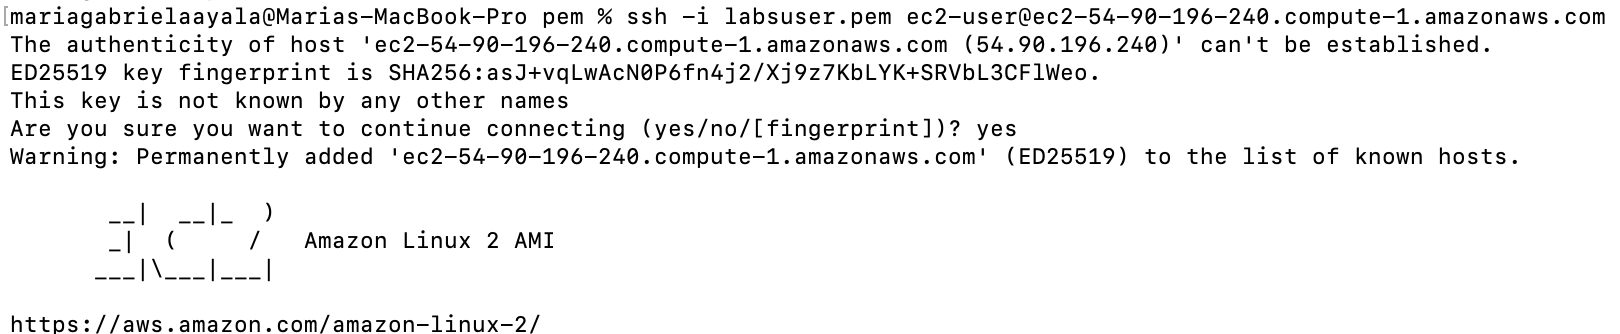 [mariagabrielaayala@Marias-MacBook-Pro pem % ssh -i labsuser.pem ec2-user@ec2-54-90-196-240.compute-1.amazonaws.com
The authenticity of host 'ec2-54-90-196-240.compute-1.amazonaws.com (54.90.196.240)' can't be established.
ED25519 key fingerprint is SHA256:asJ+vqLwAcN0P6fn4j2/Xj9z7KbLYK+SRVbL3CFlWeo.
This key is not known by any other names
Are you sure you want to continue connecting (yes/no/[fingerprint])? yes
Warning: Permanently added 'ec2-54-90-196-240.compute-1.amazonaws.com' (ED25519) to the list of known hosts.

       __|  __|_  )
       _|  (     /   Amazon Linux 2 AMI
      ___|\___|___|

https://aws.amazon.com/amazon-linux-2/